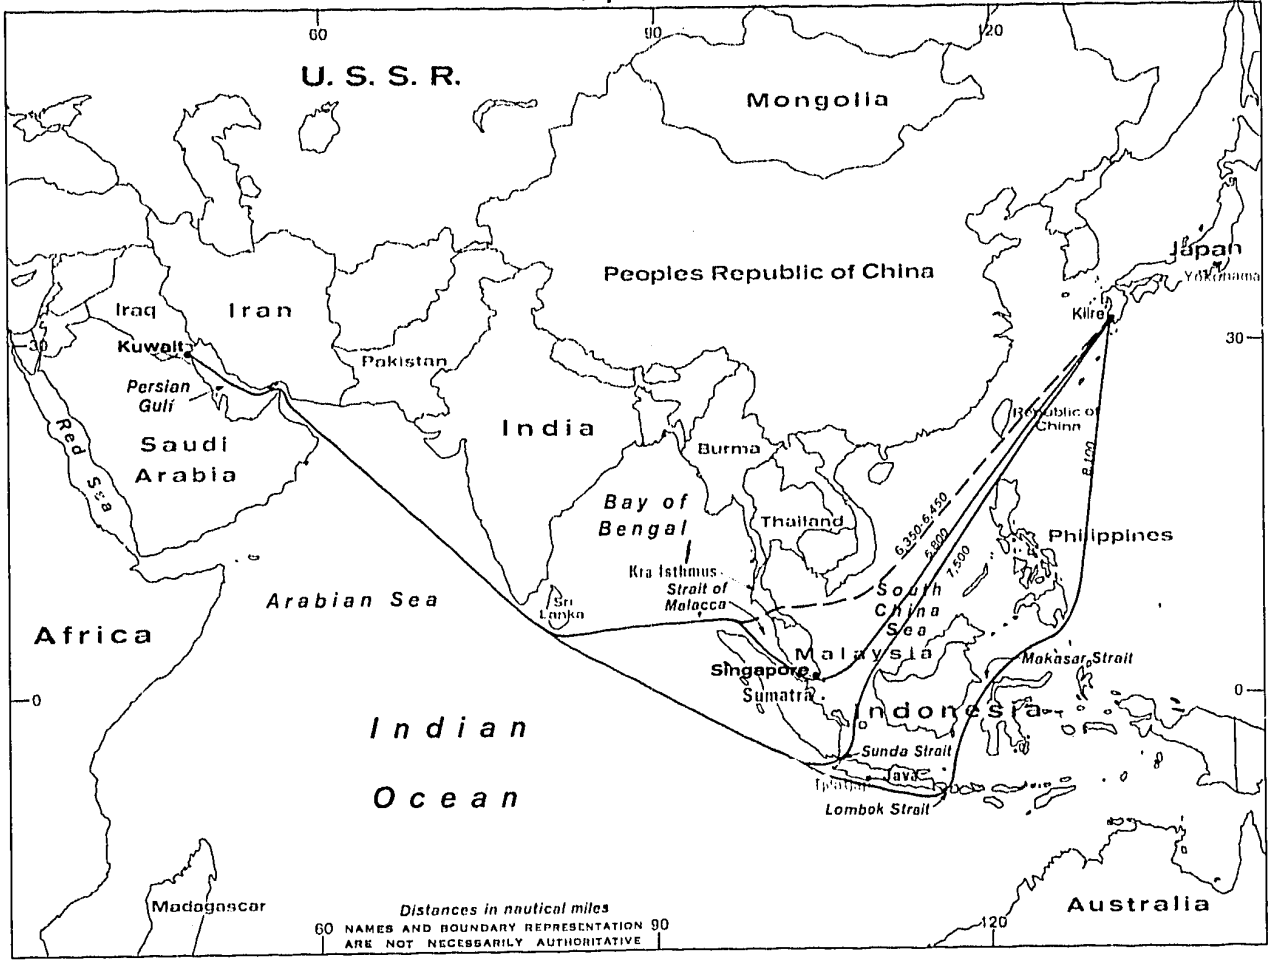 60
90
120
U. S. S. R.
Mongolia
Japan
Yokohama
Peoples Republic of China
Iraq
Iran
Kiire
30
Kuwait
30
Pakistan
Persian
Gulf
Republic of
China
Red Sea
Saudi
Arabia
India
Burma
8,100
Bay of
Bengal
6,350-6,450
6,800
7,500
Thailand
Philippines
Kra Isthmus
Strait of
Malacca
Arabian Sea
Sri
Lanka
South
China
Sea
Africa
Malaysia
Makasar Strait
Singapore
Sumatra
0
0
Indonesia
Indian
Ocean
Sunda Strait
Java
Lombok Strait
Madagascar
Australia
Distances in nautical miles
60
NAMES AND BOUNDARY REPRESENTATION
ARE NOT NECESSARILY AUTHORITATIVE
90
120